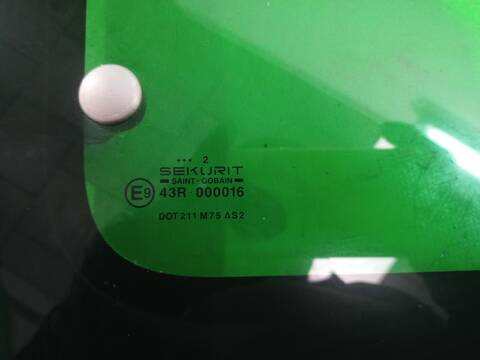 ••• 2
SEKURIT
SAINT-GOBAIN
E9 43R-000016
DOT 211 M75 AS2